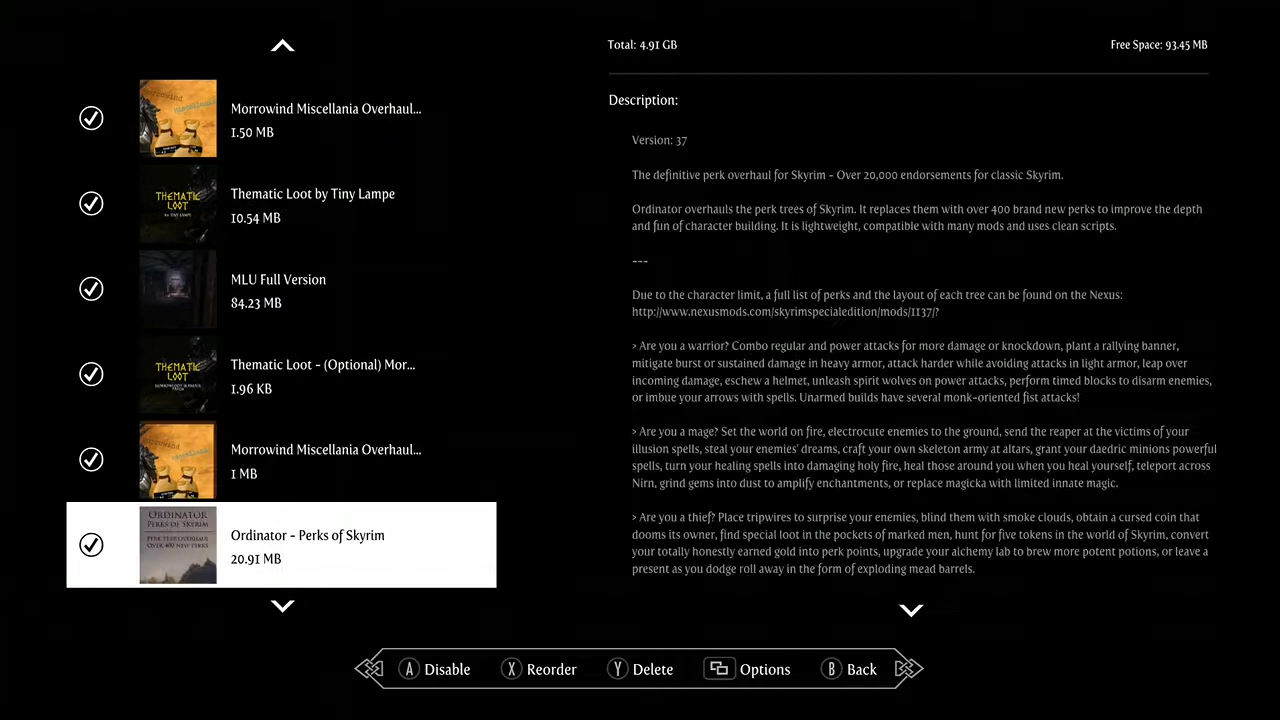 Total: 4.91 GB
Free Space: 93.45 MB
Morrowind Miscellania Overhaul...
1.50 MB
THEMATIC
LOOT
Thematic Loot by Tiny Lampe
10.54 MB
MLU Full Version
84.23 MB
THEMATIC
LOOT
Thematic Loot - (Optional) Mor...
1.96 KB
Morrowind Miscellania Overhaul...
1 MB
ORDINATOR
PERKS OF SKYRIM
PERK TREE OVERHAUL
OVER 400 NEW PERKS
Ordinator - Perks of Skyrim
20.91 MB
Description:
Version: 37
The definitive perk overhaul for Skyrim - Over 20,000 endorsements for classic Skyrim.
Ordinator overhauls the perk trees of Skyrim. It replaces them with over 400 brand new perks to improve the depth
and fun of character building. It is lightweight, compatible with many mods and uses clean scripts.
---
Due to the character limit, a full list of perks and the layout of each tree can be found on the Nexus:
http://www.nexusmods.com/skyrimspecialedition/mods/1137/?
> Are you a warrior? Combo regular and power attacks for more damage or knockdown, plant a rallying banner,
mitigate burst or sustained damage in heavy armor, attack harder while avoiding attacks in light armor, leap over
incoming damage, eschew a helmet, unleash spirit wolves on power attacks, perform timed blocks to disarm enemies,
or imbue your arrows with spells. Unarmed builds have several monk-oriented fist attacks!
> Are you a mage? Set the world on fire, electrocute enemies to the ground, send the reaper at the victims of your
illusion spells, steal your enemies' dreams, craft your own skeleton army at altars, grant your daedric minions powerful
spells, turn your healing spells into damaging holy fire, heal those around you when you heal yourself, teleport across
Nirn, grind gems into dust to amplify enchantments, or replace magicka with limited innate magic.
> Are you a thief? Place tripwires to surprise your enemies, blind them with smoke clouds, obtain a cursed coin that
dooms its owner, find special loot in the pockets of marked men, hunt for five tokens in the world of Skyrim, convert
your totally honestly earned gold into perk points, upgrade your alchemy lab to brew more potent potions, or leave a
present as you dodge roll away in the form of exploding mead barrels.
A Disable X Reorder Y Delete Options B Back